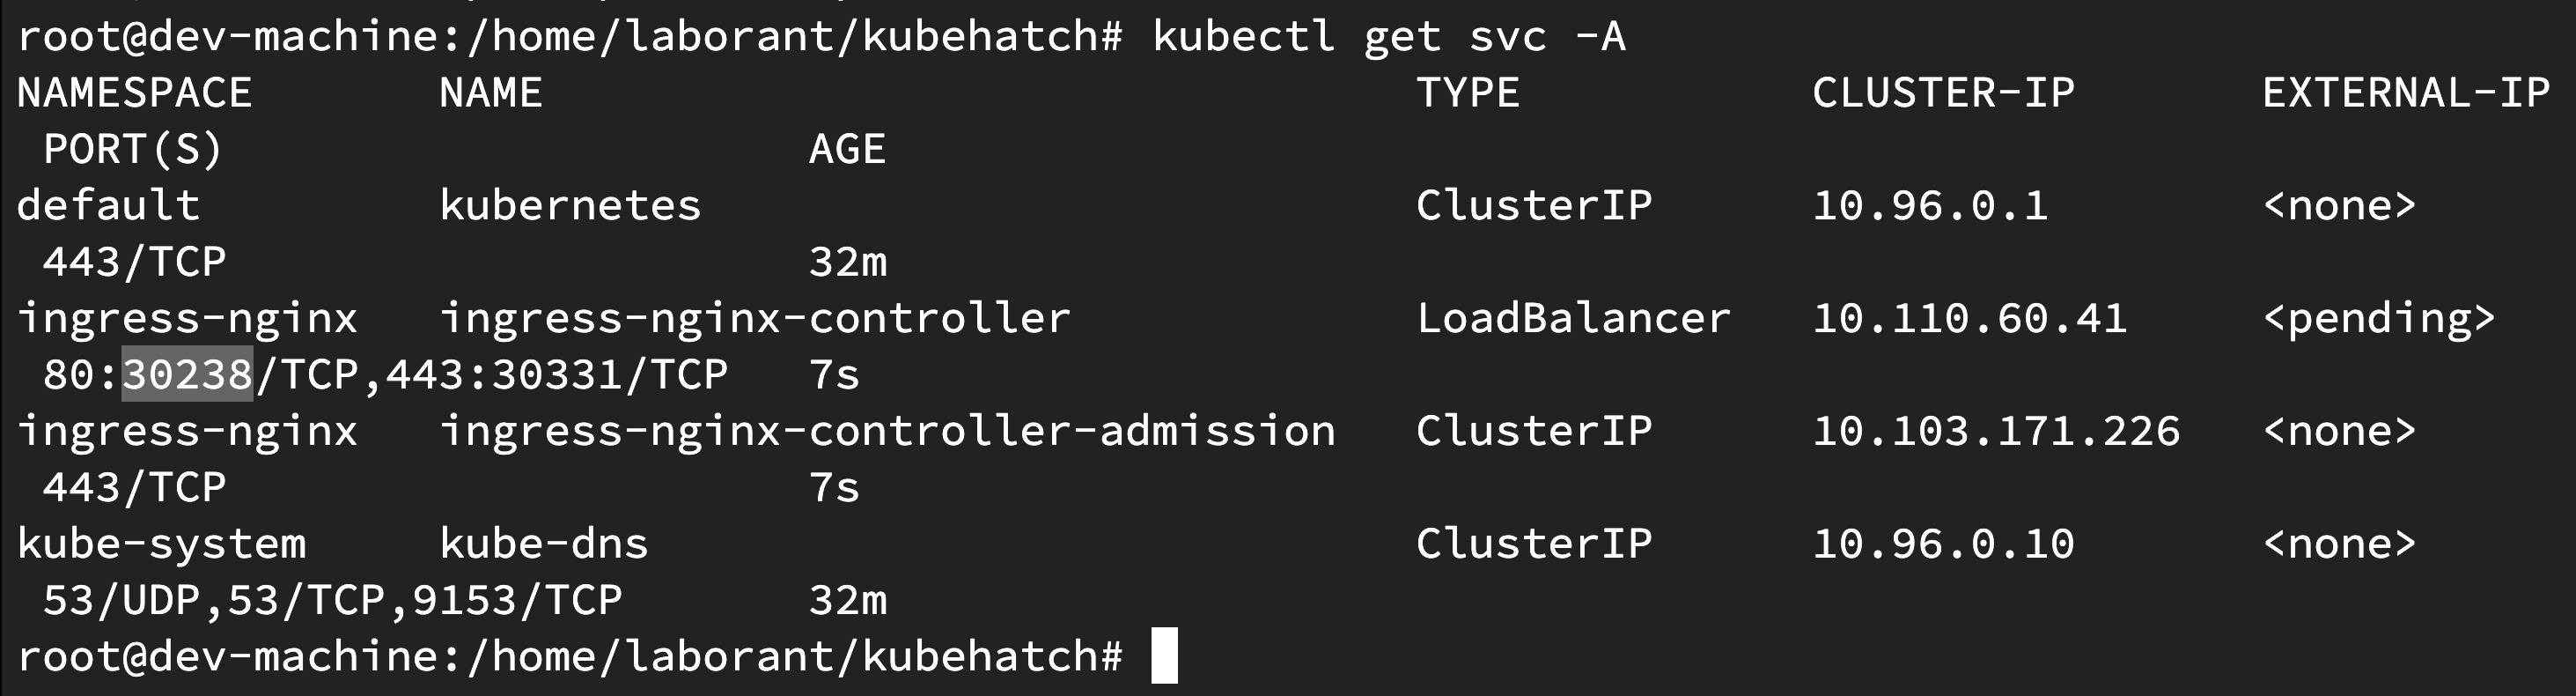 root@dev-machine:/home/laborant/kubehatch# kubectl get svc -A
NAMESPACE       NAME                                 TYPE           CLUSTER-IP       EXTERNAL-IP
 PORT(S)                      AGE
default         kubernetes                           ClusterIP      10.96.0.1        <none>
 443/TCP                      32m
ingress-nginx   ingress-nginx-controller             LoadBalancer   10.110.60.41     <pending>
 80:30238/TCP,443:30331/TCP   7s
ingress-nginx   ingress-nginx-controller-admission   ClusterIP      10.103.171.226   <none>
 443/TCP                      7s
kube-system     kube-dns                             ClusterIP      10.96.0.10       <none>
 53/UDP,53/TCP,9153/TCP       32m
root@dev-machine:/home/laborant/kubehatch#